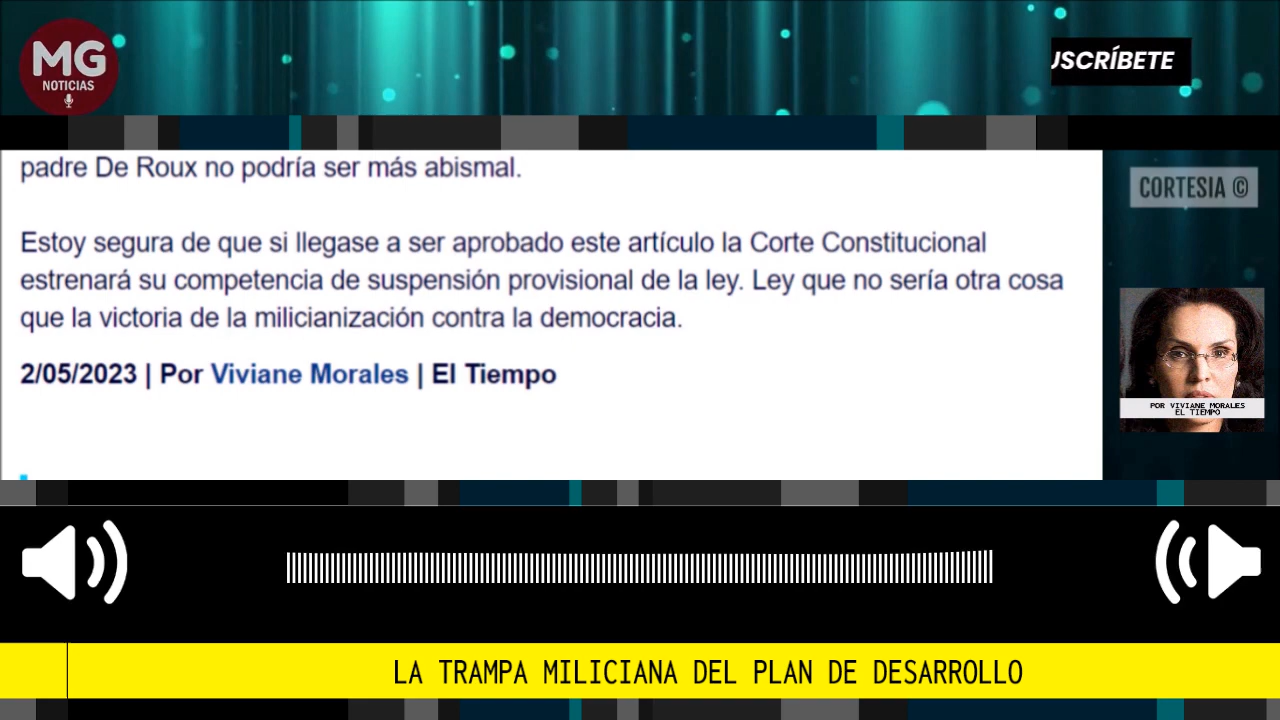 MG
NOTICIAS
USCRÍBETE
padre De Roux no podría ser más abismal.
CORTESIA ©
Estoy segura de que si llegase a ser aprobado este artículo la Corte Constitucional
estrenará su competencia de suspensión provisional de la ley. Ley que no sería otra cosa
que la victoria de la milicianización contra la democracia.
2/05/2023 | Por Viviane Morales | El Tiempo
POR VIVIANE MORALES
EL TIEMPO
LA TRAMPA MILICIANA DEL PLAN DE DESARROLLO